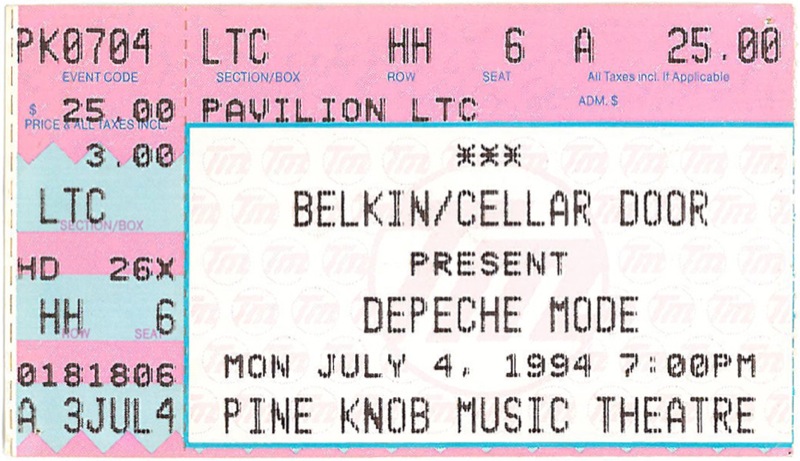 PK0704 LTC HH 6 A 25.00
EVENT CODE SECTION/BOX ROW SEAT All Taxes incl. If Applicable
$ 25.00 PAVILION LTC ADM. $
PRICE & ALL TAXES INCL.
3.00 ***
LTC BELKIN/CELLAR DOOR
SECTION/BOX
HD 26X PRESENT
HH 6 DEPECHE MODE
ROW SEAT
0181806 MON JULY 4, 1994 7:00PM
A 3JUL4 PINE KNOB MUSIC THEATRE